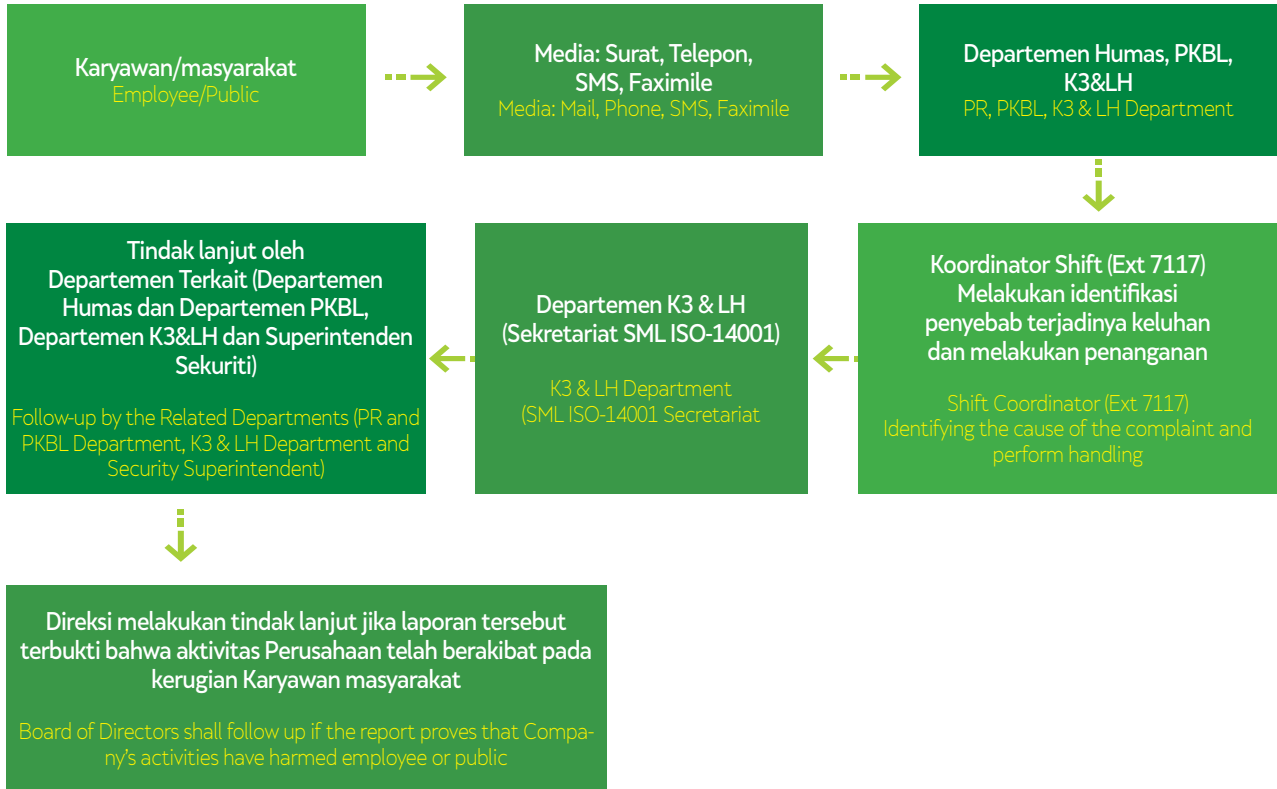 Karyawan/masyarakat
Employee/Public
Media: Surat, Telepon,
SMS, Faximile
Media: Mail, Phone, SMS, Faximile
Departemen Humas, PKBL,
K3&LH
PR, PKBL, K3 & LH Department
Koordinator Shift (Ext 7117)
Melakukan identifikasi
penyebab terjadinya keluhan
dan melakukan penanganan
Shift Coordinator (Ext 7117)
Identifying the cause of the complaint and
perform handling
Departemen K3 & LH
(Sekretariat SML ISO-14001)
K3 & LH Department
(SML ISO-14001 Secretariat
Tindak lanjut oleh
Departemen Terkait (Departemen
Humas dan Departemen PKBL,
Departemen K3&LH dan Superintenden
Sekuriti)
Follow-up by the Related Departments (PR and
PKBL Department, K3 & LH Department and
Security Superintendent)
Direksi melakukan tindak lanjut jika laporan tersebut
terbukti bahwa aktivitas Perusahaan telah berakibat pada
kerugian Karyawan masyarakat
Board of Directors shall follow up if the report proves that Compa-
ny's activities have harmed employee or public